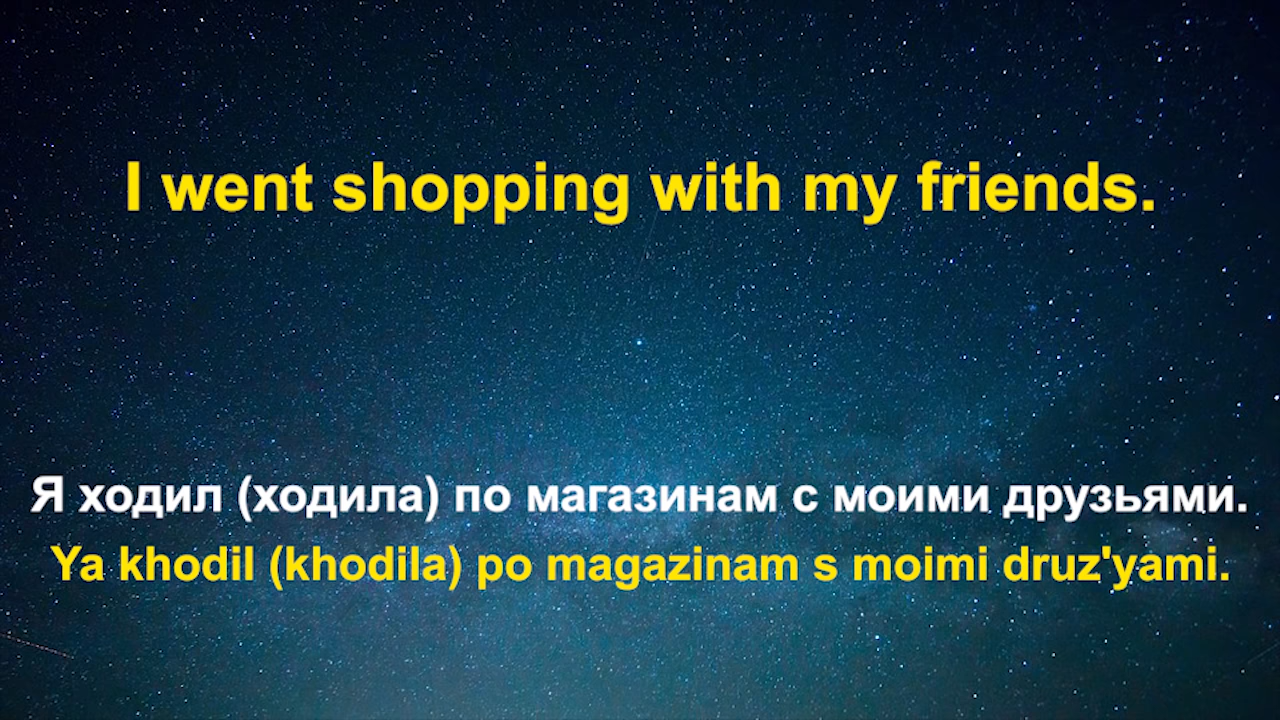 I went shopping with my friends.
Я ходил (ходила) по магазинам с моими друзьями.
Ya khodil (khodila) po magazinam s moimi druz'yami.